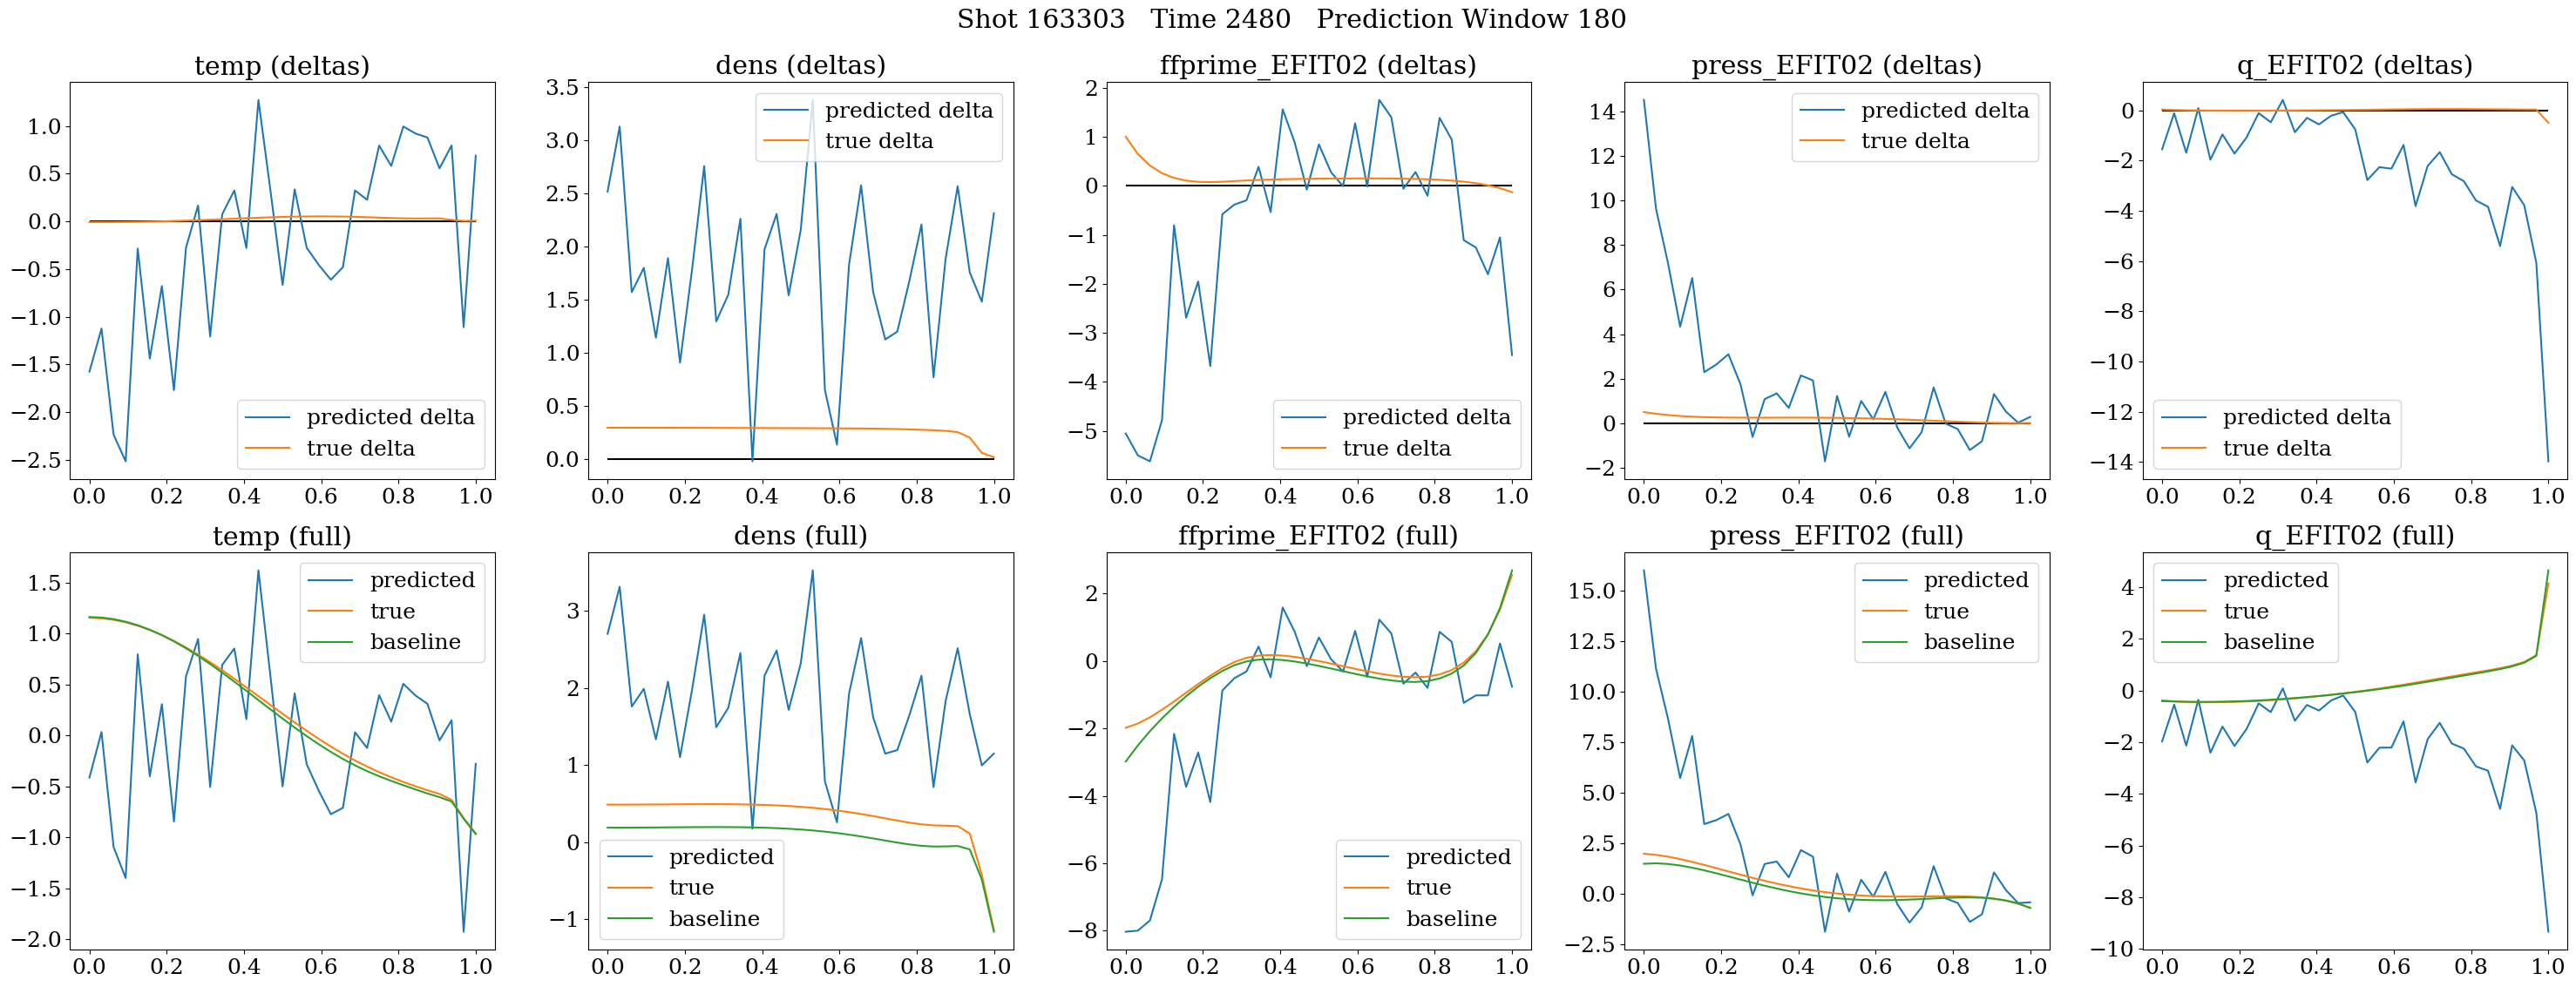 Shot 163303   Time 2480   Prediction Window 180
temp (deltas)
1.0
0.5
0.0
−0.5
−1.0
−1.5
−2.0
−2.5
predicted delta
true delta
0.0 0.2 0.4 0.6 0.8 1.0
dens (deltas)
3.5
3.0
2.5
2.0
1.5
1.0
0.5
0.0
predicted delta
true delta
0.0 0.2 0.4 0.6 0.8 1.0
ffprime_EFIT02 (deltas)
2
1
0
−1
−2
−3
−4
−5
predicted delta
true delta
0.0 0.2 0.4 0.6 0.8 1.0
press_EFIT02 (deltas)
14
12
10
8
6
4
2
0
−2
predicted delta
true delta
0.0 0.2 0.4 0.6 0.8 1.0
q_EFIT02 (deltas)
0
−2
−4
−6
−8
−10
−12
−14
predicted delta
true delta
0.0 0.2 0.4 0.6 0.8 1.0
temp (full)
1.5
1.0
0.5
0.0
−0.5
−1.0
−1.5
−2.0
predicted
true
baseline
0.0 0.2 0.4 0.6 0.8 1.0
dens (full)
3
2
1
0
−1
predicted
true
baseline
0.0 0.2 0.4 0.6 0.8 1.0
ffprime_EFIT02 (full)
2
0
−2
−4
−6
−8
predicted
true
baseline
0.0 0.2 0.4 0.6 0.8 1.0
press_EFIT02 (full)
15.0
12.5
10.0
7.5
5.0
2.5
0.0
−2.5
predicted
true
baseline
0.0 0.2 0.4 0.6 0.8 1.0
q_EFIT02 (full)
4
2
0
−2
−4
−6
−8
−10
predicted
true
baseline
0.0 0.2 0.4 0.6 0.8 1.0